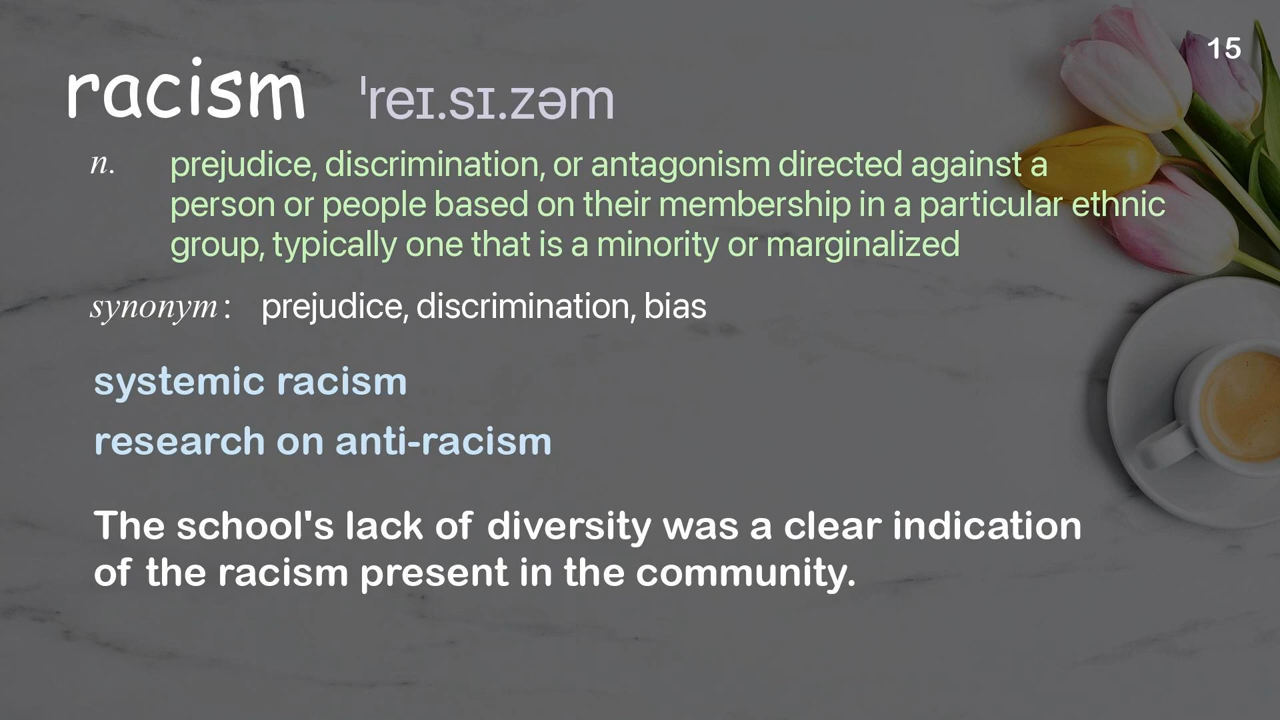 15
racism ˈreɪ.sɪ.zəm
n. prejudice, discrimination, or antagonism directed against a
person or people based on their membership in a particular ethnic
group, typically one that is a minority or marginalized
synonym: prejudice, discrimination, bias
systemic racism
research on anti-racism
The school's lack of diversity was a clear indication
of the racism present in the community.